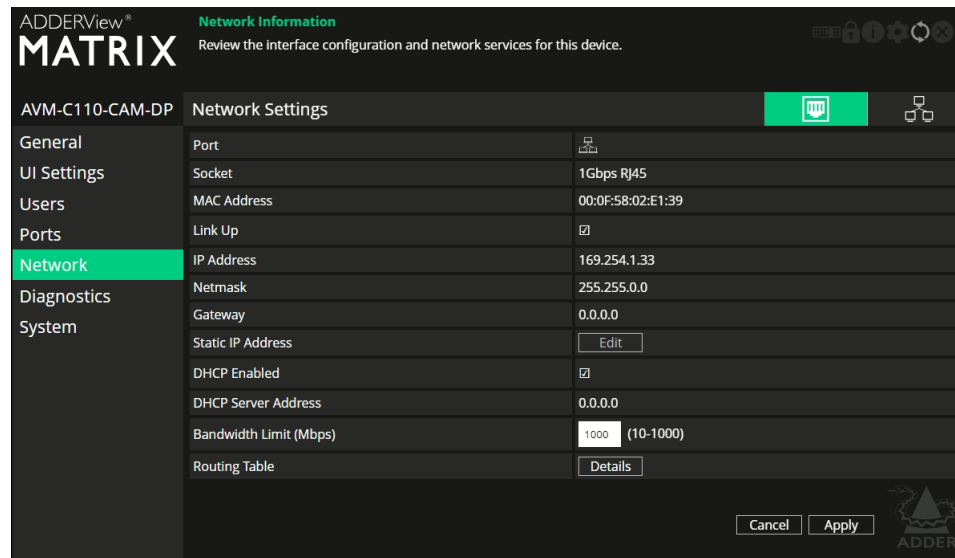 ADDERView®
MATRIX
Network Information
Review the interface configuration and network services for this device.
AVM-C110-CAM-DP
Network Settings
General
UI Settings
Users
Ports
Network
Diagnostics
System
Port
Socket 1Gbps RJ45
MAC Address 00:0F:58:02:E1:39
Link Up
IP Address 169.254.1.33
Netmask 255.255.0.0
Gateway 0.0.0.0
Static IP Address Edit
DHCP Enabled
DHCP Server Address 0.0.0.0
Bandwidth Limit (Mbps) 1000 (10-1000)
Routing Table Details
Cancel Apply
ADDER